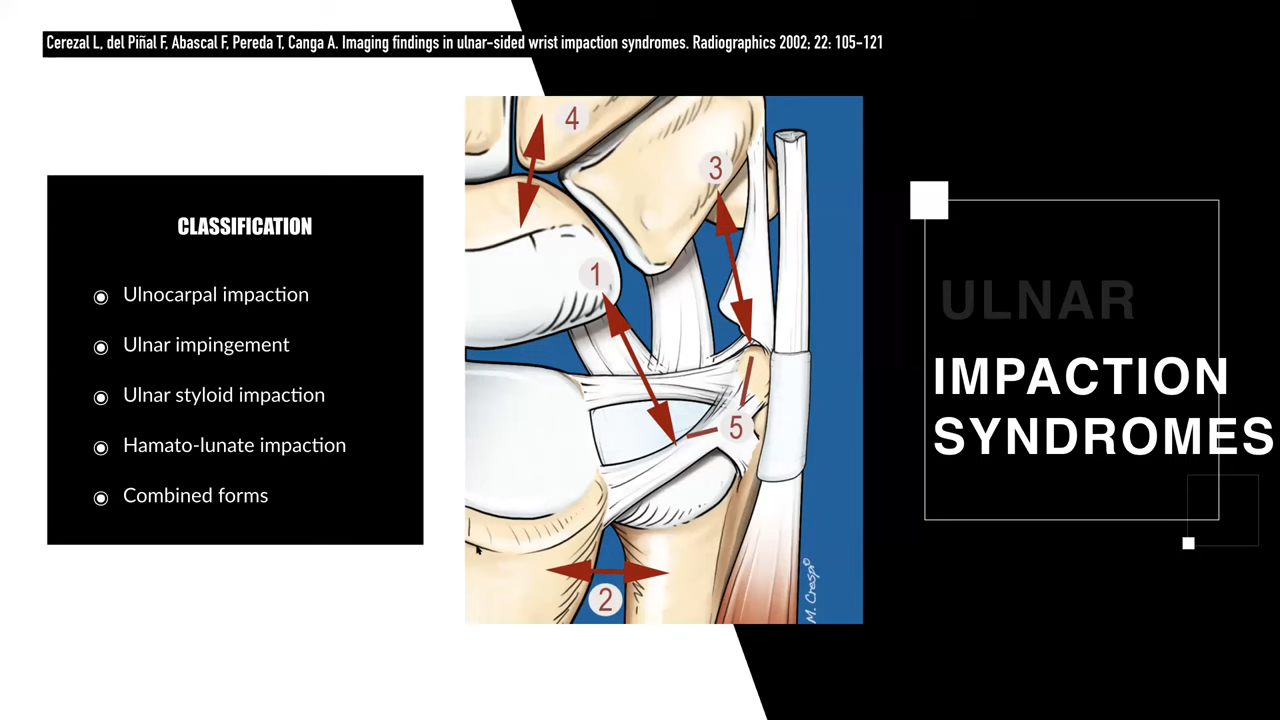 Cerezal L, del Piñal F, Abascal F, Pereda T, Canga A. Imaging findings in ulnar-sided wrist impaction syndromes. Radiographics 2002; 22: 105-121
CLASSIFICATION
Ulnocarpal impaction
Ulnar impingement
Ulnar styloid impaction
Hamato-lunate impaction
Combined forms
4
3
1
5
2
M. Crespi©
ULNAR
IMPACTION
SYNDROMES